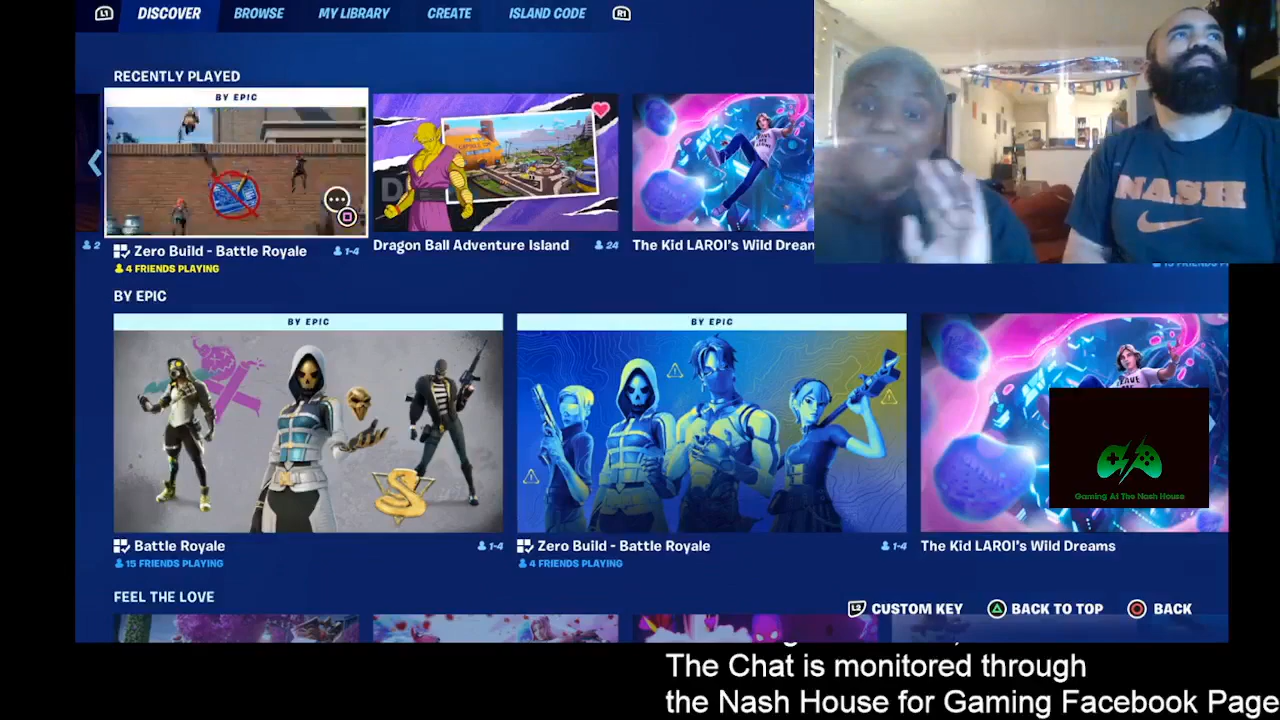 L1
DISCOVER
BROWSE
MY LIBRARY
CREATE
ISLAND CODE
R1
RECENTLY PLAYED
BY EPIC
2
Zero Build - Battle Royale
1-4
4 FRIENDS PLAYING
Dragon Ball Adventure Island
24
The Kid LAROI's Wild Dream
NASH
BY EPIC
BY EPIC
BY EPIC
Battle Royale
1-4
15 FRIENDS PLAYING
Zero Build - Battle Royale
1-4
4 FRIENDS PLAYING
The Kid LAROI's Wild Dreams
Gaming At The Nash House
FEEL THE LOVE
L2
CUSTOM KEY
BACK TO TOP
BACK
The Chat is monitored through
the Nash House for Gaming Facebook Page